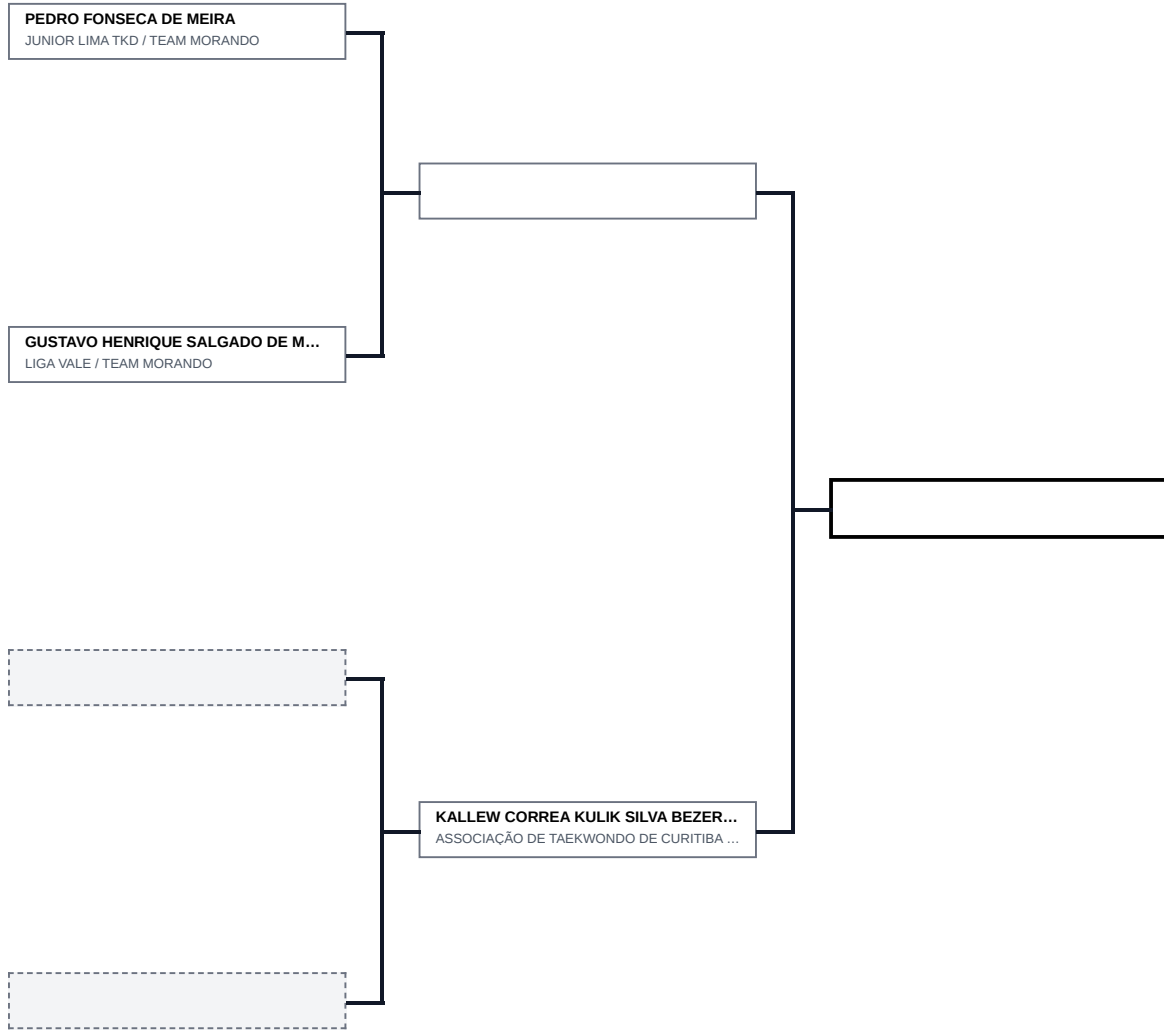 PEDRO FONSECA DE MEIRA
JUNIOR LIMA TKD / TEAM MORANDO
GUSTAVO HENRIQUE SALGADO DE M...
LIGA VALE / TEAM MORANDO
KALLEW CORREA KULIK SILVA BEZER...
ASSOCIAÇÃO DE TAEKWONDO DE CURITIBA ...